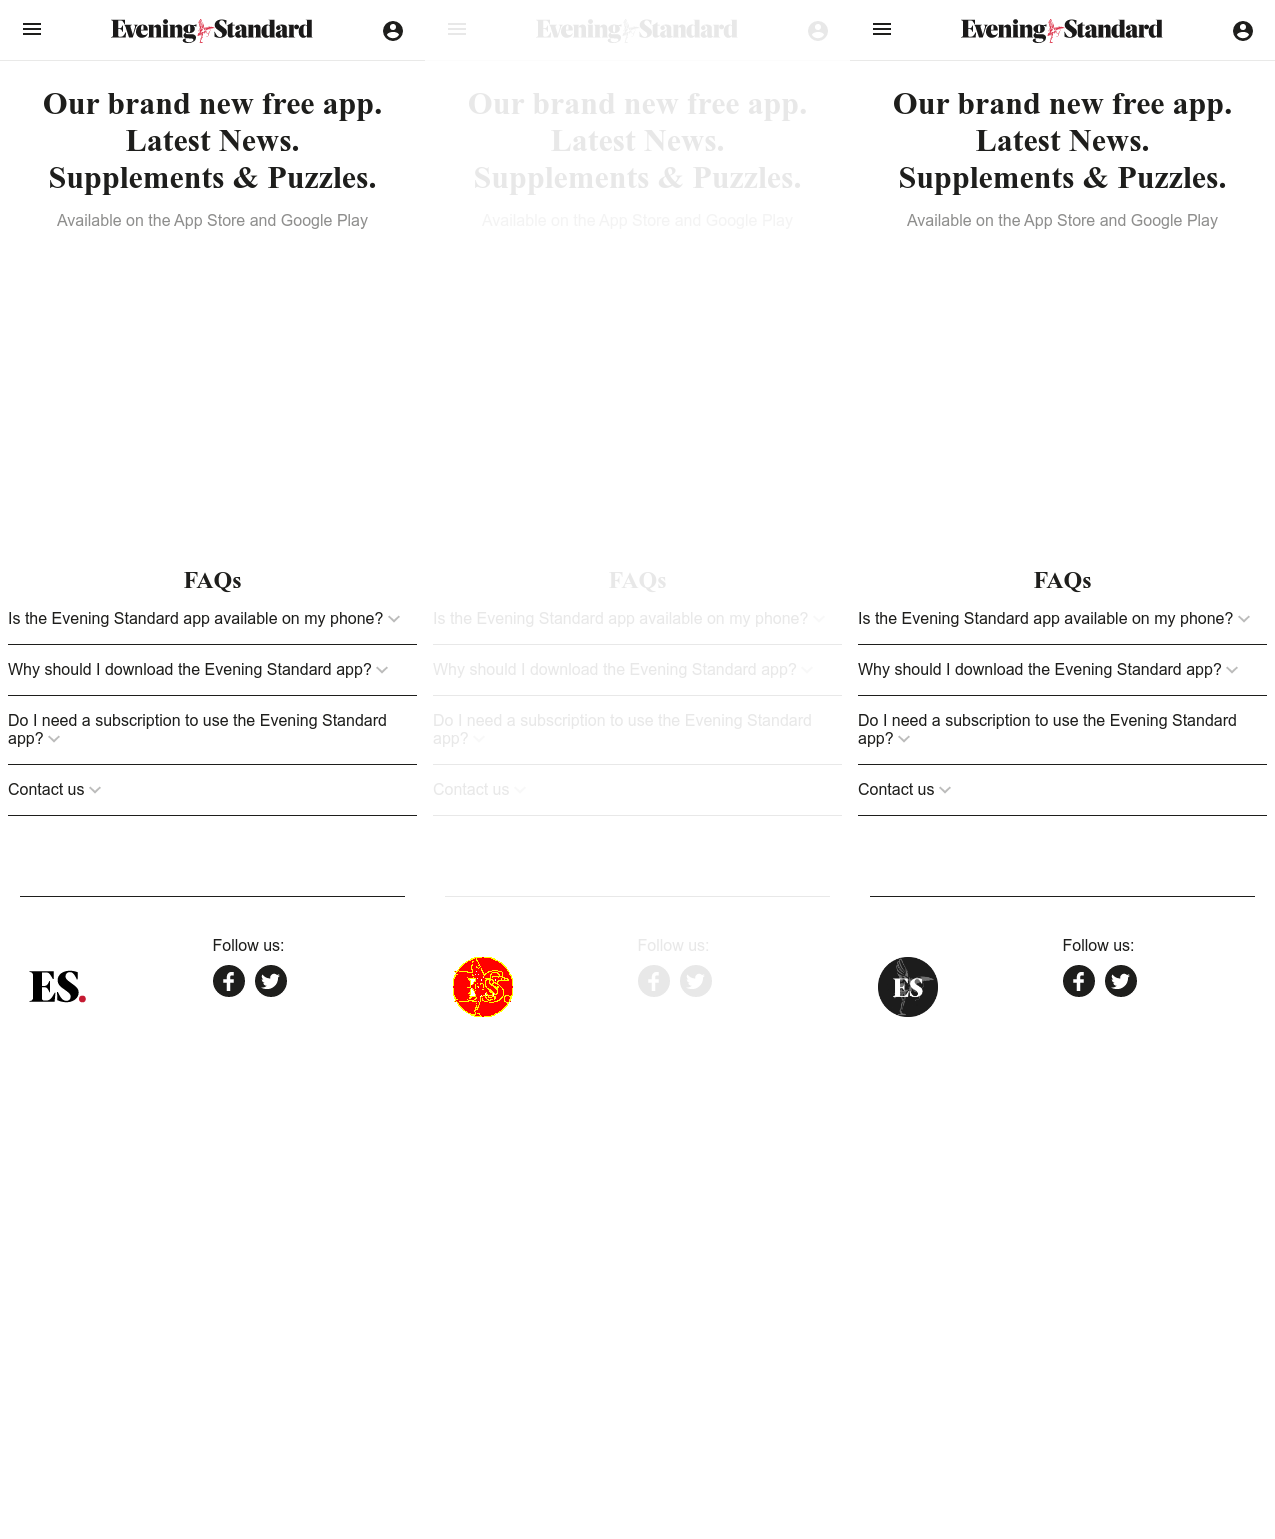 Evening Standard
Our brand new free app.
Latest News.
Supplements & Puzzles.
Available on the App Store and Google Play
FAQs
Is the Evening Standard app available on my phone?
Why should I download the Evening Standard app?
Do I need a subscription to use the Evening Standard
app?
Contact us
Follow us:
ES.
Evening Standard
Our brand new free app.
Latest News.
Supplements & Puzzles.
Available on the App Store and Google Play
FAQs
Is the Evening Standard app available on my phone?
Why should I download the Evening Standard app?
Do I need a subscription to use the Evening Standard
app?
Contact us
Follow us:
ES.
Evening Standard
Our brand new free app.
Latest News.
Supplements & Puzzles.
Available on the App Store and Google Play
FAQs
Is the Evening Standard app available on my phone?
Why should I download the Evening Standard app?
Do I need a subscription to use the Evening Standard
app?
Contact us
Follow us:
ES